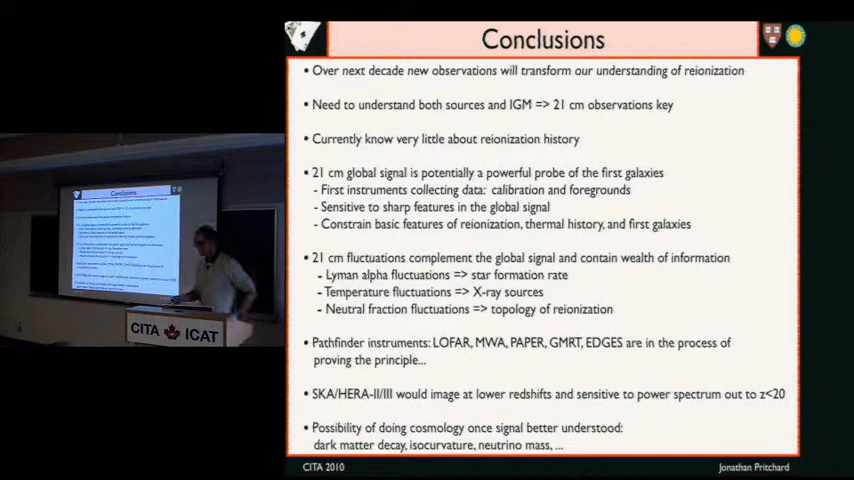 Conclusions
• Over next decade new observations will transform our understanding of reionization
• Need to understand both sources and IGM => 21 cm observations key
• Currently know very little about reionization history
• 21 cm global signal is potentially a powerful probe of the first galaxies
- First instruments collecting data: calibration and foregrounds
- Sensitive to sharp features in the global signal
- Constrain basic features of reionization, thermal history, and first galaxies
• 21 cm fluctuations complement the global signal and contain wealth of information
- Lyman alpha fluctuations => star formation rate
- Temperature fluctuations => X-ray sources
- Neutral fraction fluctuations => topology of reionization
• Pathfinder instruments: LOFAR, MWA, PAPER, GMRT, EDGES are in the process of
proving the principle...
• SKA/HERA-II/III would image at lower redshifts and sensitive to power spectrum out to z<20
• Possibility of doing cosmology once signal better understood:
dark matter decay, isocurvature, neutrino mass, ...
CITA 2010
Jonathan Pritchard
Conclusions
CITA ICAT